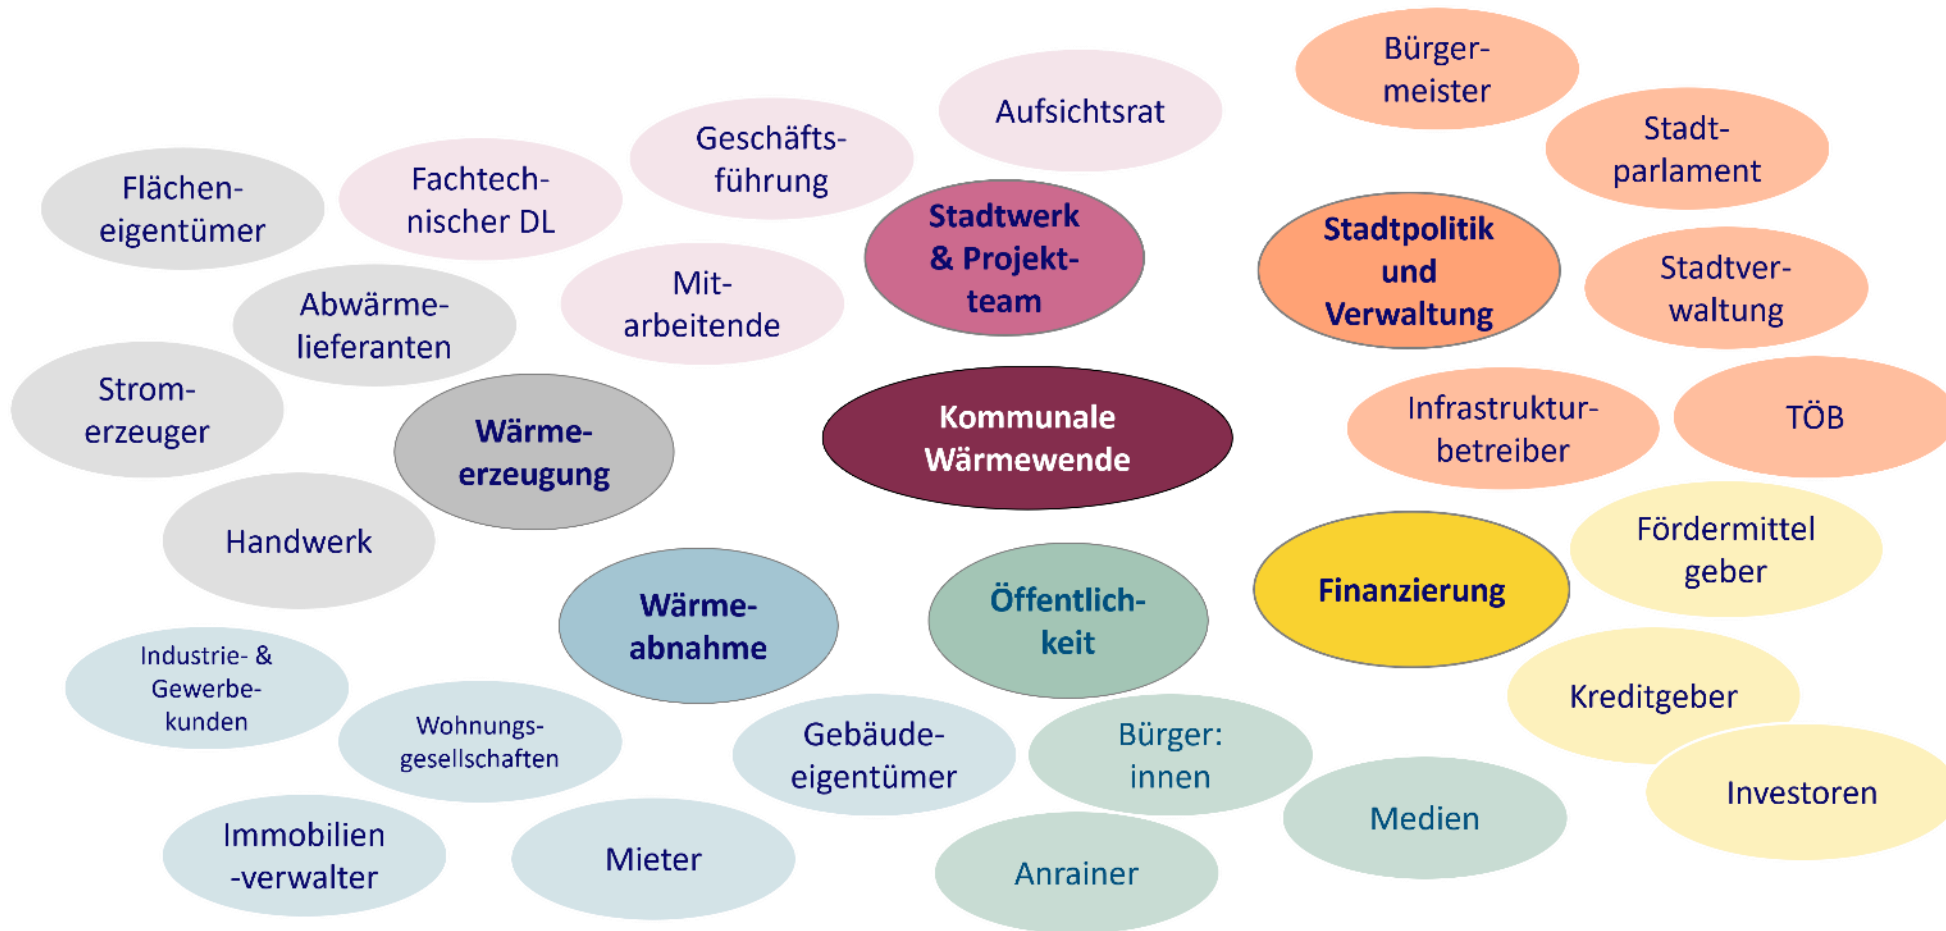 Bürger-
meister
Aufsichtsrat
Stadt-
parlament
Geschäfts-
führung
Fachtech-
nischer DL
Flächen-
eigentümer
Stadtwerk
& Projekt-
team
Stadtpolitik
und
Verwaltung
Stadtver-
waltung
Mit-
arbeitende
Abwärme-
lieferanten
Strom-
erzeuger
Wärme-
erzeugung
Kommunale
Wärmewende
Infrastruktur-
betreiber
TÖB
Handwerk
Fördermittel
geber
Wärme-
abnahme
Öffentlich-
keit
Finanzierung
Industrie- &
Gewerbe-
kunden
Wohnungs-
gesellschaften
Gebäude-
eigentümer
Bürger:
innen
Kreditgeber
Investoren
Medien
Immobilien
-verwalter
Mieter
Anrainer